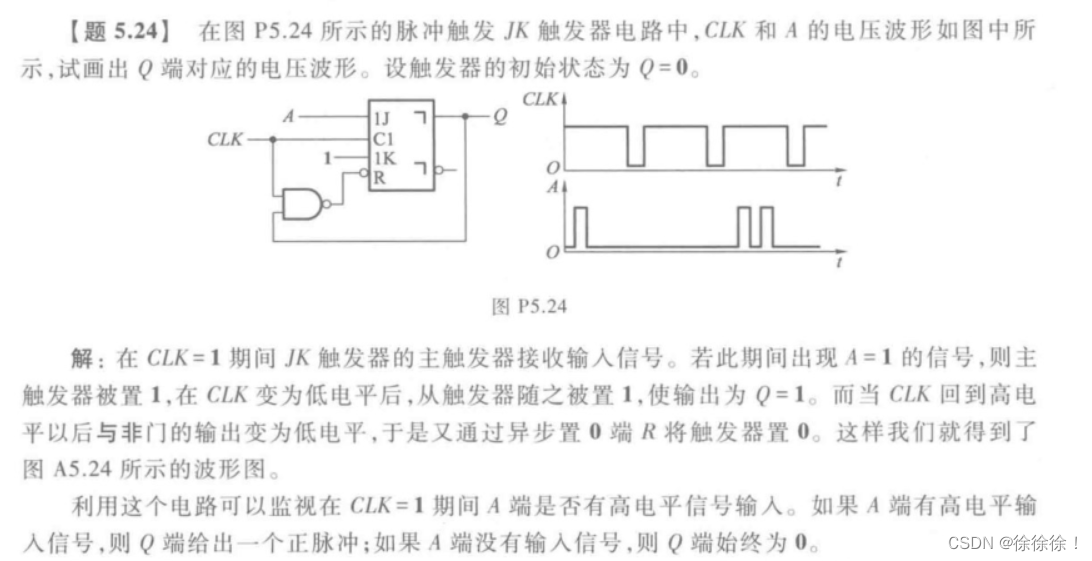 【题 5.24】 在图 P5.24 所示的脉冲触发 JK 触发器电路中,CLK 和 A 的电压波形如图中所
示,试画出 Q 端对应的电压波形。设触发器的初始状态为 Q=0。
A
CLK
1
1J
C1
1K
R
Q
CLK
O
t
A
O
t
图 P5.24
解: 在 CLK=1 期间 JK 触发器的主触发器接收输入信号。若此期间出现 A=1 的信号,则主
触发器被置 1,在 CLK 变为低电平后,从触发器随之被置 1,使输出为 Q=1。而当 CLK 回到高电
平以后与非门的输出变为低电平,于是又通过异步置 0 端 R 将触发器置 0。这样我们就得到了
图 A5.24 所示的波形图。
利用这个电路可以监视在 CLK=1 期间 A 端是否有高电平信号输入。如果 A 端有高电平输
入信号,则 Q 端给出一个正脉冲;如果 A 端没有输入信号,则 Q 端始终为 0。
CSDN @徐徐徐！